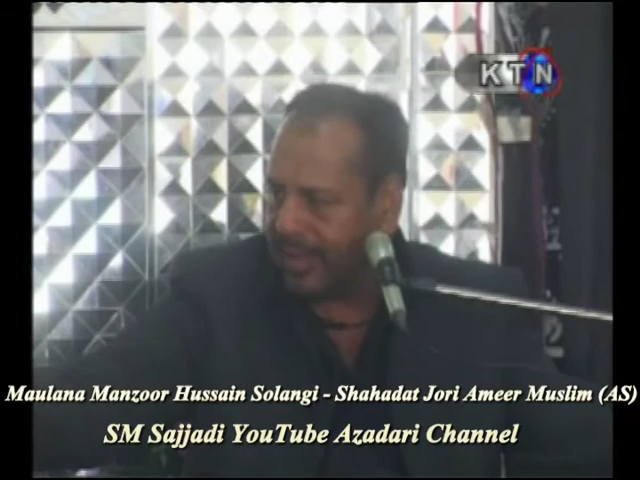 KTN
Maulana Manzoor Hussain Solangi - Shahadat Jori Ameer Muslim (AS)
SM Sajjadi YouTube Azadari Channel